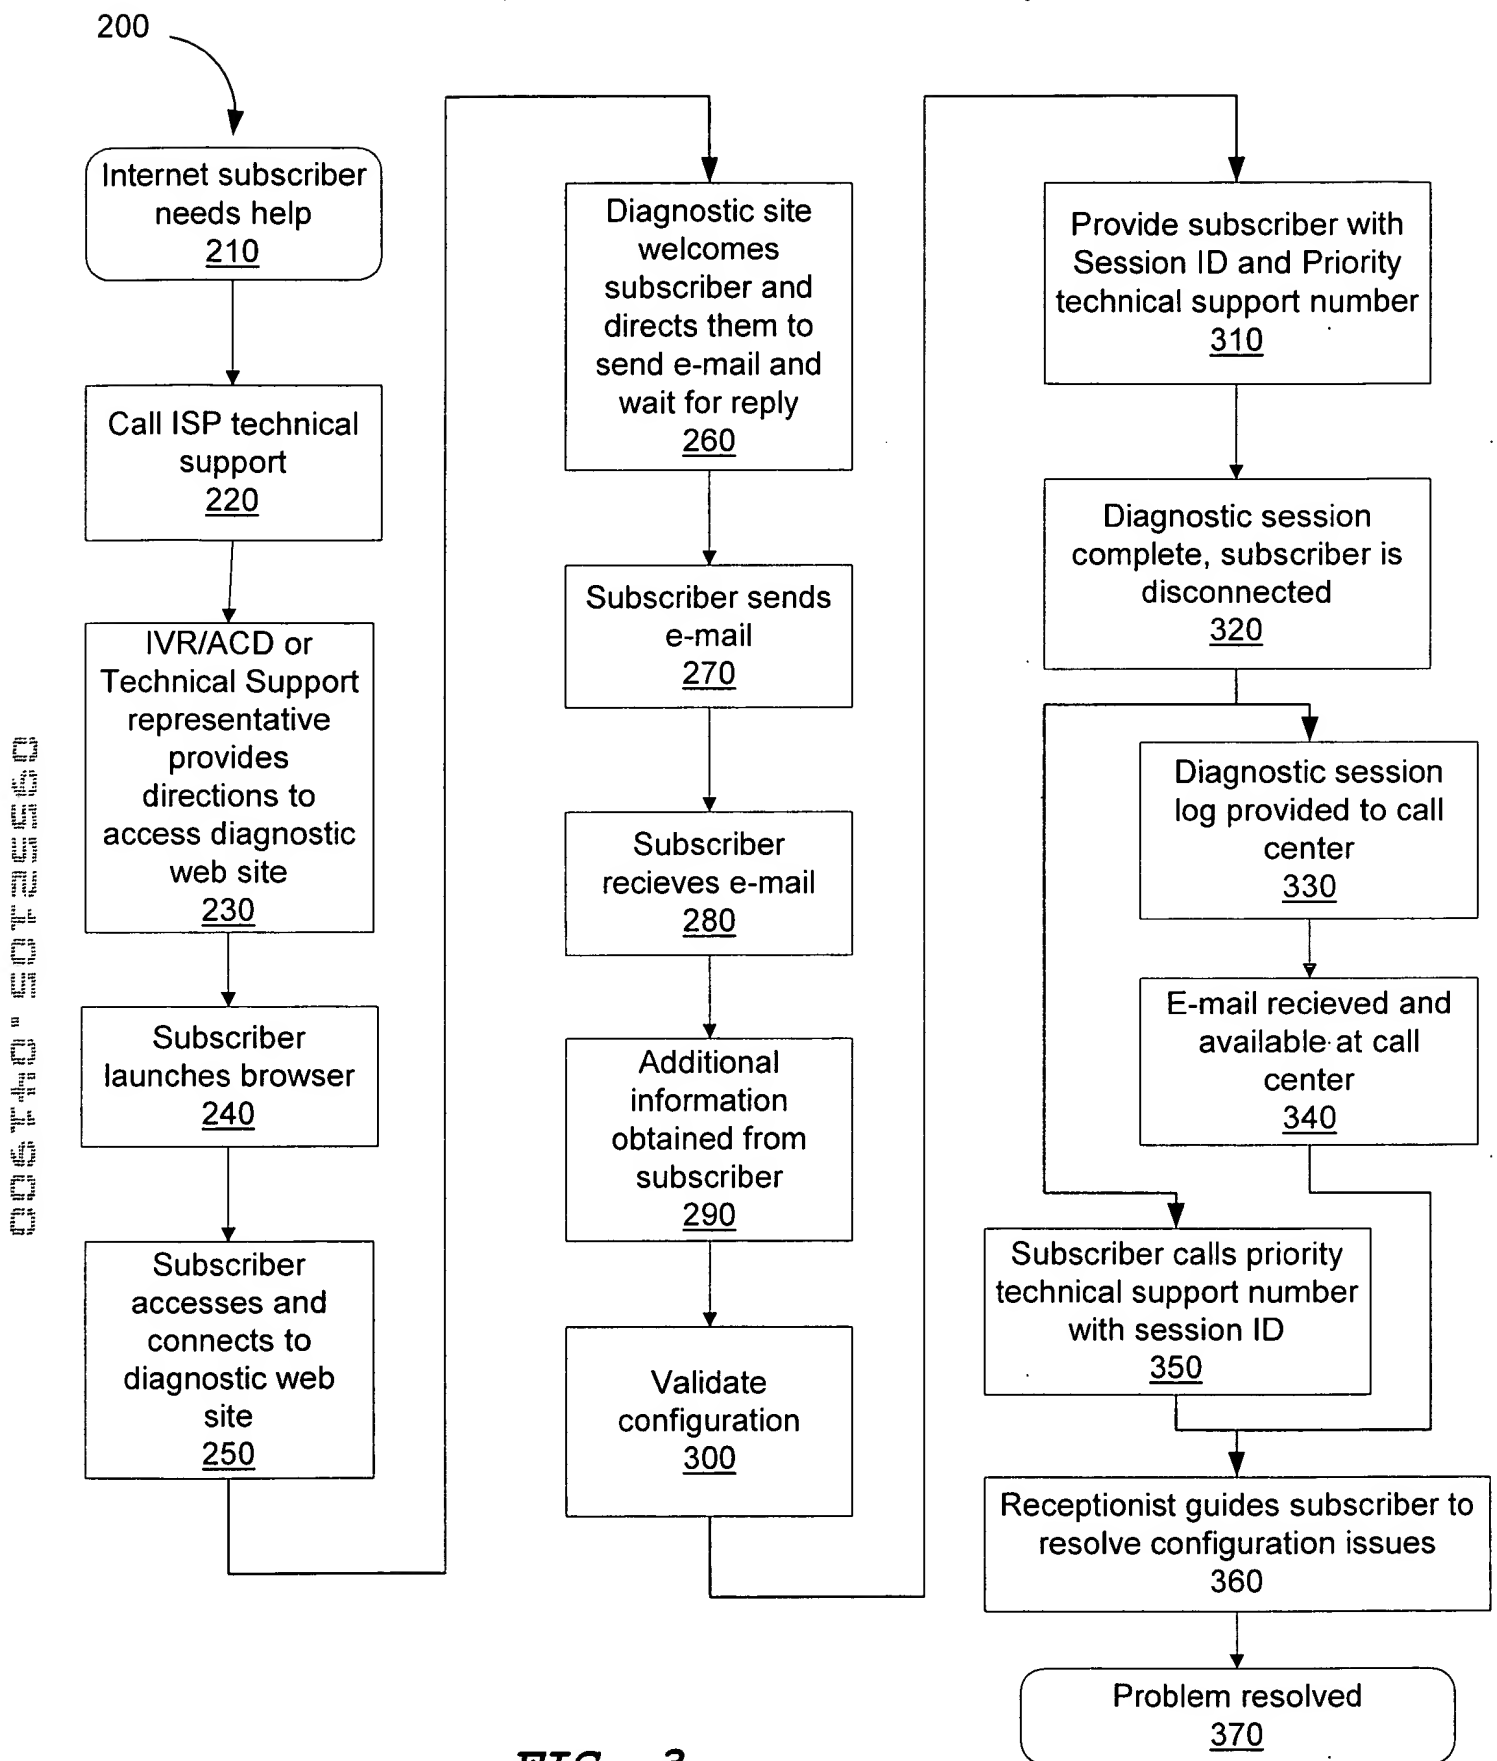 200
Internet subscriber
needs help
210
Call ISP technical
support
220
IVR/ACD or
Technical Support
representative
provides
directions to
access diagnostic
web site
230
Subscriber
launches browser
240
Subscriber
accesses and
connects to
diagnostic web
site
250
Diagnostic site
welcomes
subscriber and
directs them to
send e-mail and
wait for reply
260
Subscriber sends
e-mail
270
Subscriber
recieves e-mail
280
Additional
information
obtained from
subscriber
290
Validate
configuration
300
Provide subscriber with
Session ID and Priority
technical support number
310
Diagnostic session
complete, subscriber is
disconnected
320
Diagnostic session
log provided to call
center
330
E-mail recieved and
available at call
center
340
Subscriber calls priority
technical support number
with session ID
350
Receptionist guides subscriber to
resolve configuration issues
360
Problem resolved
370
FIG. 3